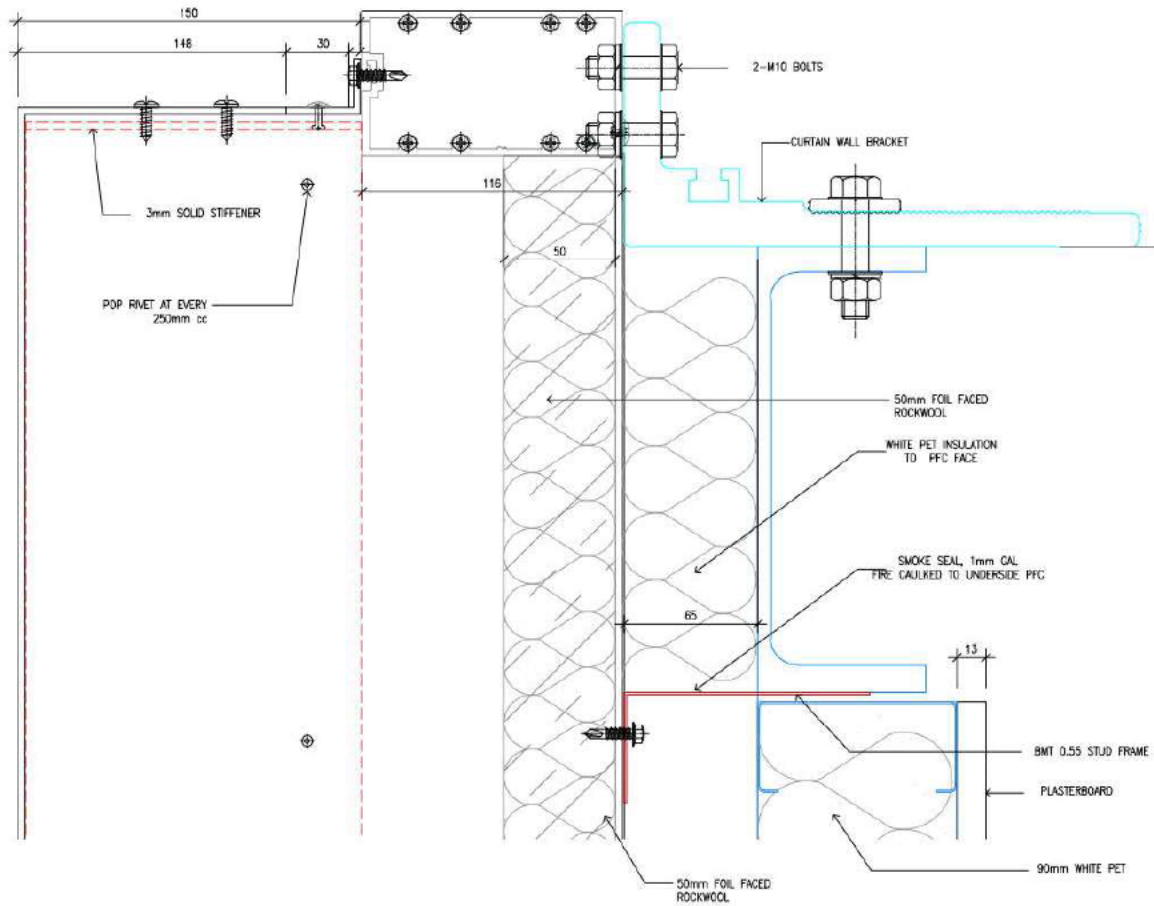 150
148
30
2-M10 BOLTS
CURTAIN WALL BRACKET
116
3mm SOLID STIFFENER
50
POP RIVET AT EVERY
250mm cc
50mm FOIL FACED
ROCKWOOL
WHITE PET INSULATION
TO PFC FACE
SMOKE SEAL, 1mm GAL
FIRE CAULKED TO UNDERSIDE PFC
65
13
BMT 0.55 STUD FRAME
PLASTERBOARD
90mm WHITE PET
50mm FOIL FACED
ROCKWOOL